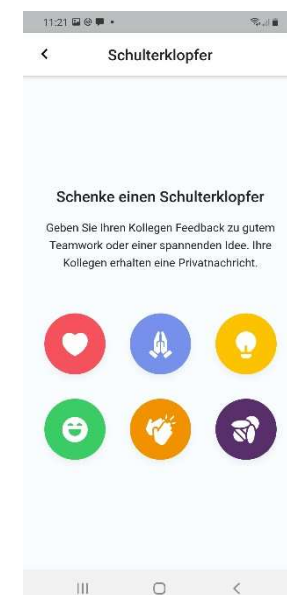 11:21
Schulterklopfer
Schenke einen Schulterklopfer
Geben Sie Ihren Kollegen Feedback zu gutem
Teamwork oder einer spannenden Idee. Ihre
Kollegen erhalten eine Privatnachricht.